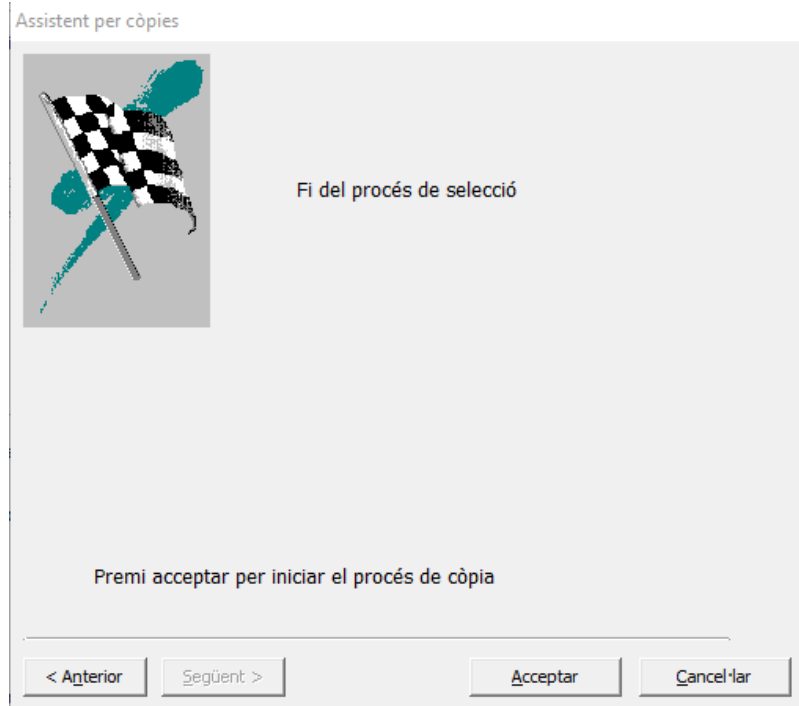 Assistent per còpies
Fi del procés de selecció
Premi acceptar per iniciar el procés de còpia
< Anterior
Següent >
Acceptar
Cancel·lar